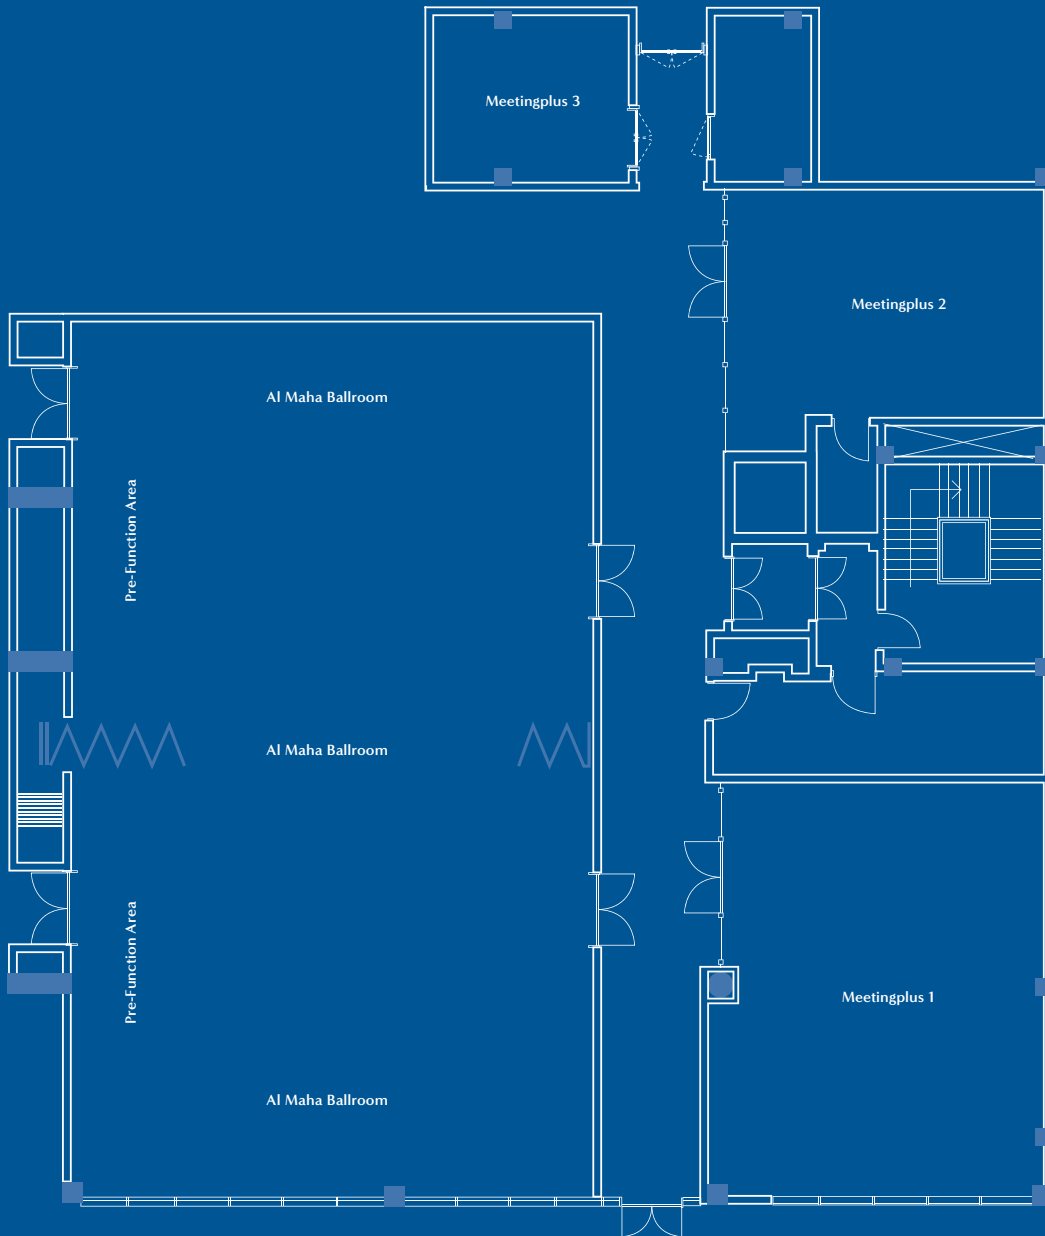 Meetingplus 3
Meetingplus 2
Al Maha Ballroom
Pre-Function Area
Al Maha Ballroom
Pre-Function Area
Meetingplus 1
Al Maha Ballroom